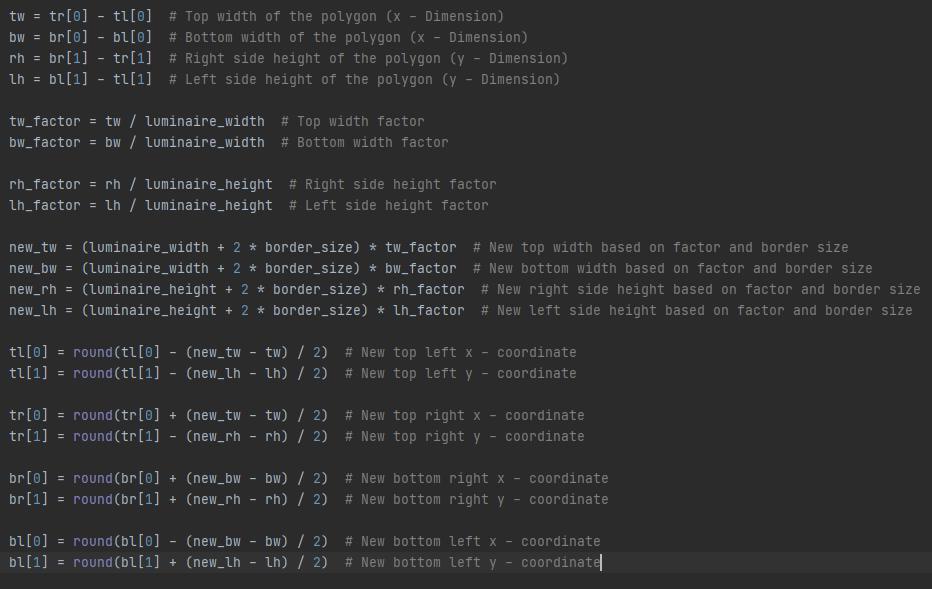 tw = tr[0] - tl[0]  # Top width of the polygon (x - Dimension)
bw = br[0] - bl[0]  # Bottom width of the polygon (x - Dimension)
rh = br[1] - tr[1]  # Right side height of the polygon (y - Dimension)
lh = bl[1] - tl[1]  # Left side height of the polygon (y - Dimension)
tw_factor = tw / luminaire_width  # Top width factor
bw_factor = bw / luminaire_width  # Bottom width factor
rh_factor = rh / luminaire_height  # Right side height factor
lh_factor = lh / luminaire_height  # Left side height factor
new_tw = (luminaire_width + 2 * border_size) * tw_factor  # New top width based on factor and border size
new_bw = (luminaire_width + 2 * border_size) * bw_factor  # New bottom width based on factor and border size
new_rh = (luminaire_height + 2 * border_size) * rh_factor  # New right side height based on factor and border size
new_lh = (luminaire_height + 2 * border_size) * lh_factor  # New left side height based on factor and border size
tl[0] = round(tl[0] - (new_tw - tw) / 2)  # New top left x - coordinate
tl[1] = round(tl[1] - (new_lh - lh) / 2)  # New top left y - coordinate
tr[0] = round(tr[0] + (new_tw - tw) / 2)  # New top right x - coordinate
tr[1] = round(tr[1] - (new_rh - rh) / 2)  # New top right y - coordinate
br[0] = round(br[0] + (new_bw - bw) / 2)  # New bottom right x - coordinate
br[1] = round(br[1] + (new_rh - rh) / 2)  # New bottom right y - coordinate
bl[0] = round(bl[0] - (new_bw - bw) / 2)  # New bottom left x - coordinate
bl[1] = round(bl[1] + (new_lh - lh) / 2)  # New bottom left y - coordinate